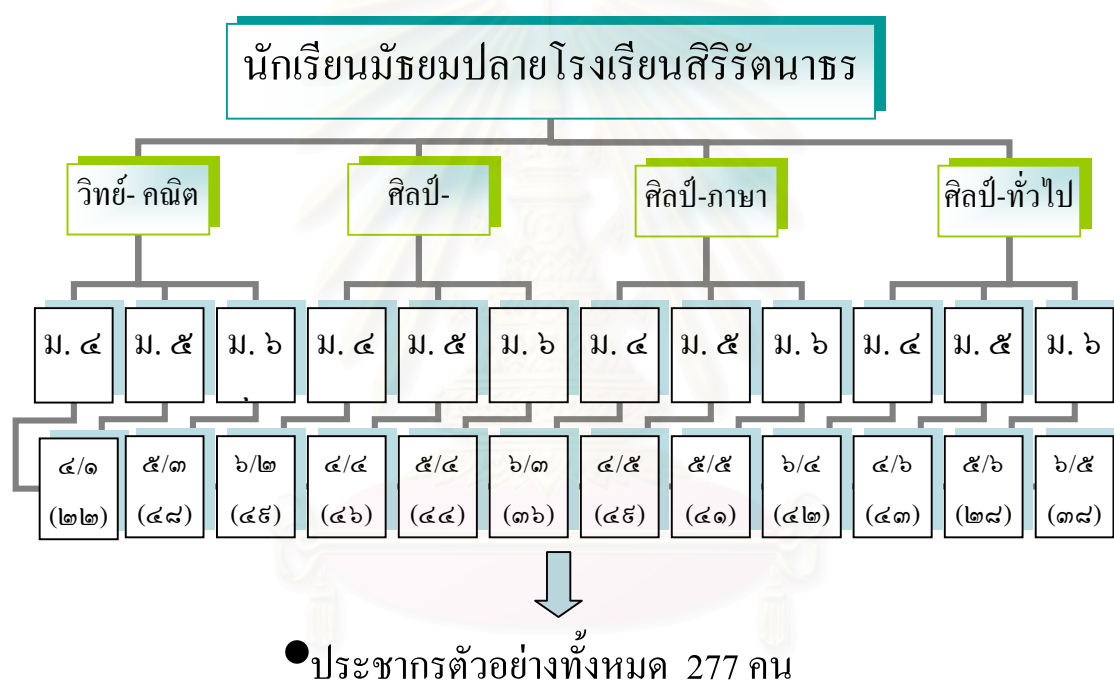 นักเรียนมัธยมปลายโรงเรียนสิริรัตนาธร
วิทย์- คณิต
ศิลป์-
ศิลป์-ภาษา
ศิลป์-ทั่วไป
ม. ๔
ม. ๕
ม. ๖
ม. ๔
ม. ๕
ม. ๖
ม. ๔
ม. ๕
ม. ๖
ม. ๔
ม. ๕
ม. ๖
๔/๑
(๒๒)
๕/๓
(๔๘)
๖/๒
(๔๙)
๔/๔
(๔๖)
๕/๔
(๔๔)
๖/๓
(๓๖)
๔/๕
(๔๙)
๕/๕
(๔๑)
๖/๔
(๔๒)
๔/๖
(๔๓)
๕/๖
(๒๘)
๖/๕
(๓๘)
●ประชากรตัวอย่างทั้งหมด 277 คน